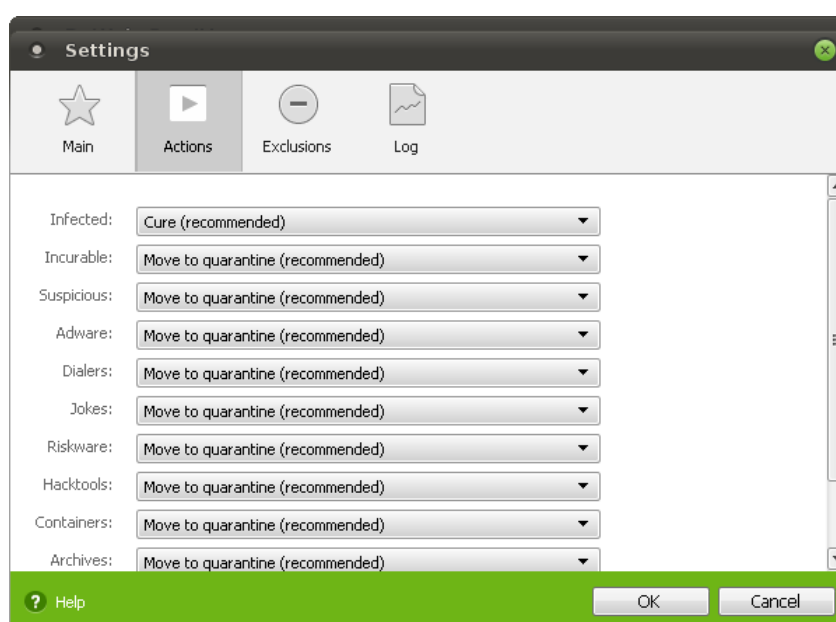 Settings
Main Actions Exclusions Log
Infected: Cure (recommended)
Incurable: Move to quarantine (recommended)
Suspicious: Move to quarantine (recommended)
Adware: Move to quarantine (recommended)
Dialers: Move to quarantine (recommended)
Jokes: Move to quarantine (recommended)
Riskware: Move to quarantine (recommended)
Hacktools: Move to quarantine (recommended)
Containers: Move to quarantine (recommended)
Archives: Move to quarantine (recommended)
? Help OK Cancel